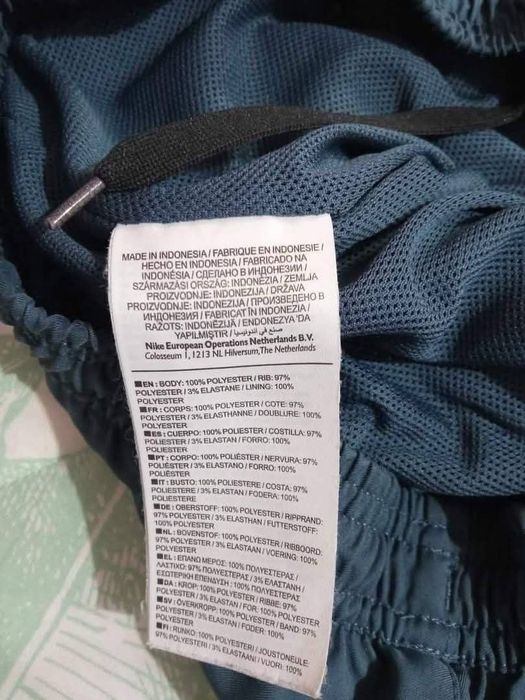 MADE IN INDONESIA / FABRIQUE EN INDONESIE /
HECHO EN INDONESIA / FABRICADO NA
INDONÉSIA / СДЕЛАНО В ИНДОНЕЗИИ /
SZÁRMAZÁSI ORSZÁG: INDONÉZIA / ZEMLJA
PROIZVODNJE: INDONEZIJA / DRŽAVA
PROIZVODNJE: INDONEZIJA / ПРОИЗВЕДЕНО В
ИНДОНЕЗИЯ / FABRICAT ÎN INDONEZIA /
RAŽOTS: INDONĒZIJĀ / ENDONEZYA'DA
YAPILMIŞTIR / صنع في اندونيسيا
Nike European Operations Netherlands B.V.
Colosseum 1, 1213 NL Hilversum, The Netherlands
EN: BODY: 100% POLYESTER / RIB: 97%
POLYESTER / 3% ELASTANE / LINING: 100%
POLYESTER
FR: CORPS: 100% POLYESTER / COTE: 97%
POLYESTER / 3% ELASTHANNE / DOUBLURE: 100%
POLYESTER
ES: CUERPO: 100% POLIESTER / COSTILLA: 97%
POLIESTER / 3% ELASTANO / FORRO: 100%
POLIESTER
PT: CORPO: 100% POLIÉSTER / NERVURA: 97%
POLIÉSTER / 3% ELASTANO / FORRO: 100%
POLIÉSTER
IT: BUSTO: 100% POLIESTERE / COSTA: 97%
POLIESTERE / 3% ELASTAN / FODERA: 100%
POLIESTERE
DE: OBERSTOFF: 100% POLYESTER / RIPPRAND:
97% POLYESTER / 3% ELASTHAN / FUTTERSTOFF:
100% POLYESTER
NL: BOVENSTOF: 100% POLYESTER / RIBBOORD:
97% POLYESTER / 3% ELASTAAN / VOERING: 100%
POLYESTER
EL: ΕΠΑΝΩ ΜΕΡΟΣ: 100% ΠΟΛΥΕΣΤΕΡΑΣ /
ΛΑΣΤΙΧΟ: 97% ΠΟΛΥΕΣΤΕΡΑΣ / 3% ΕΛΑΣΤΑΝΗ /
ΕΣΩΤΕΡΙΚΗ ΕΠΕΝΔΥΣΗ: 100% ΠΟΛΥΕΣΤΕΡΑΣ
DA: KROP: 100% POLYESTER / RIBBE: 97%
POLYESTER / 3% ELASTAN / FOR: 100% POLYESTER
SV: ÖVERKROPP: 100% POLYESTER / BAND: 97%
POLYESTER / 3% ELASTAN / FODER: 100%
POLYESTER
FI: RUNKO: 100% POLYESTERI / JOUSTONEULE:
97% POLYESTERI / 3% ELASTAANI / VUORI: 100%
POLYESTERI